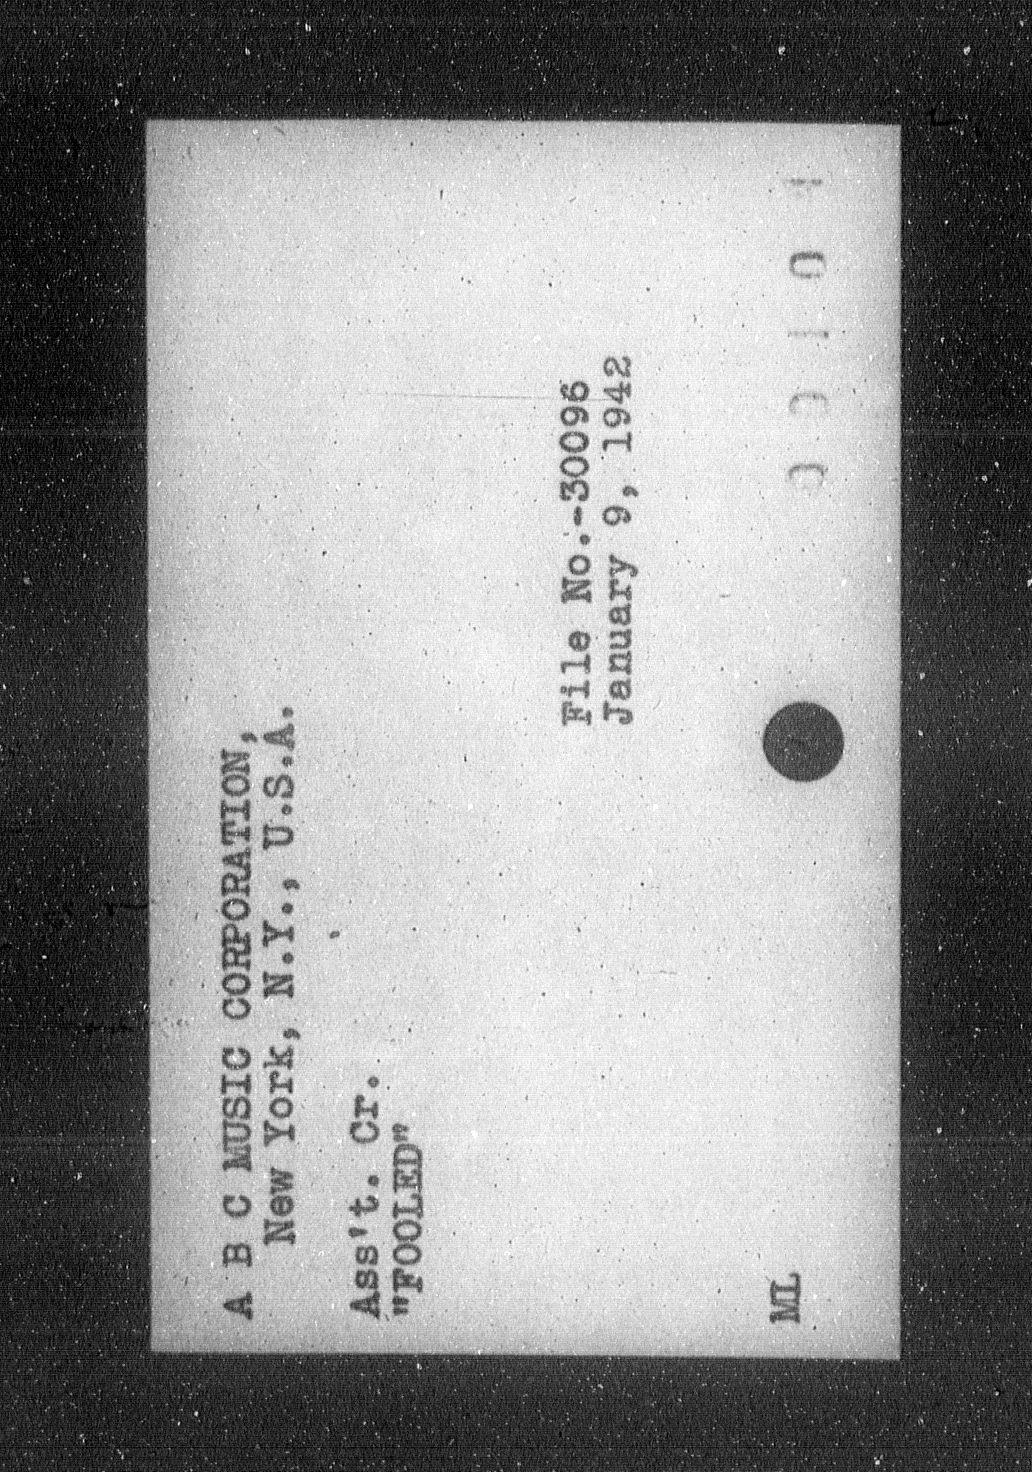 A B C MUSIC CORPORATION,
New York, N.Y., U.S.A.
Ass't. Cr.
"FOOLED"
File No.-30096
January 9, 1942
ML